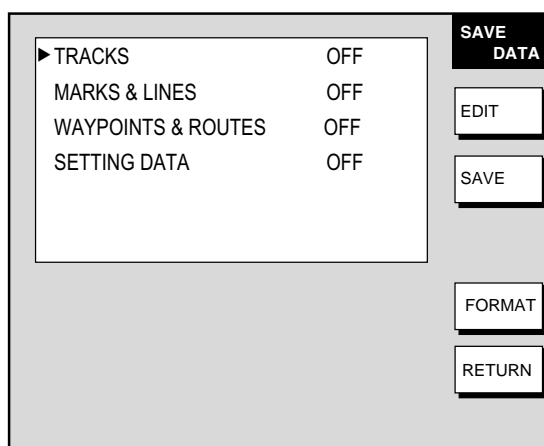 SAVE
DATA
TRACKS OFF
MARKS & LINES OFF
WAYPOINTS & ROUTES OFF
SETTING DATA OFF
EDIT
SAVE
FORMAT
RETURN